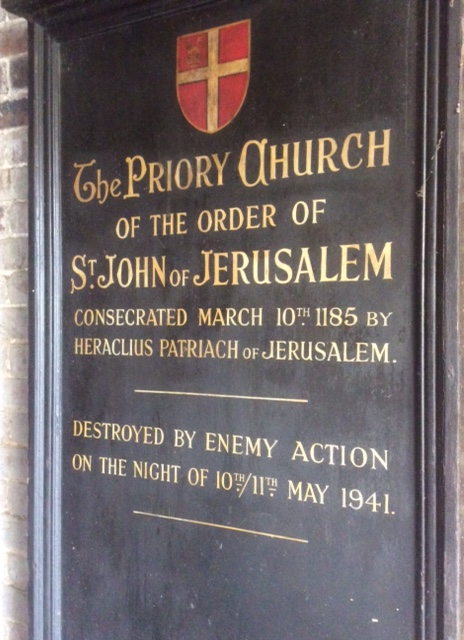 The PRIORY CHURCH
OF THE ORDER OF
ST. JOHN OF JERUSALEM
CONSECRATED MARCH 10TH. 1185 BY
HERACLIUS PATRIACH OF JERUSALEM.
DESTROYED BY ENEMY ACTION
ON THE NIGHT OF 10TH./11TH. MAY 1941.